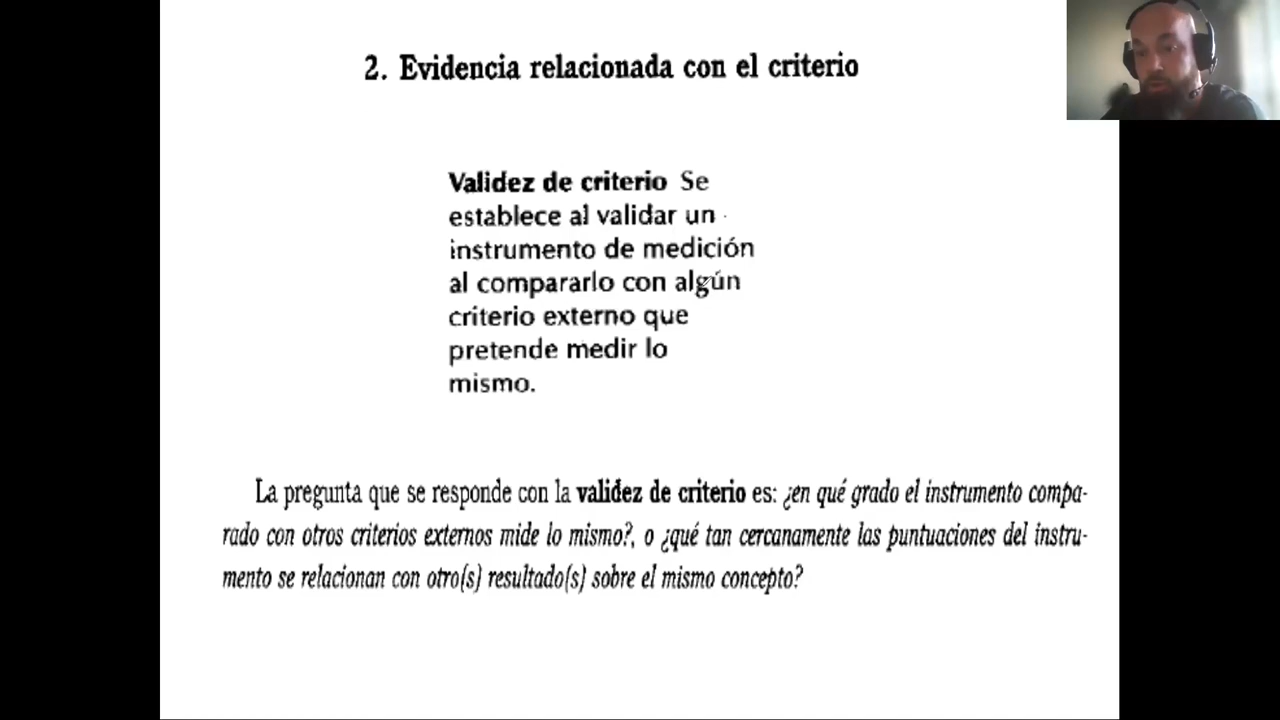 2. Evidencia relacionada con el criterio
Validez de criterio Se
establece al validar un
instrumento de medición
al compararlo con algún
criterio externo que
pretende medir lo
mismo.
La pregunta que se responde con la validez de criterio es: ¿en qué grado el instrumento compa-
rado con otros criterios externos mide lo mismo?, o ¿qué tan cercanamente las puntuaciones del instru-
mento se relacionan con otro(s) resultado(s) sobre el mismo concepto?